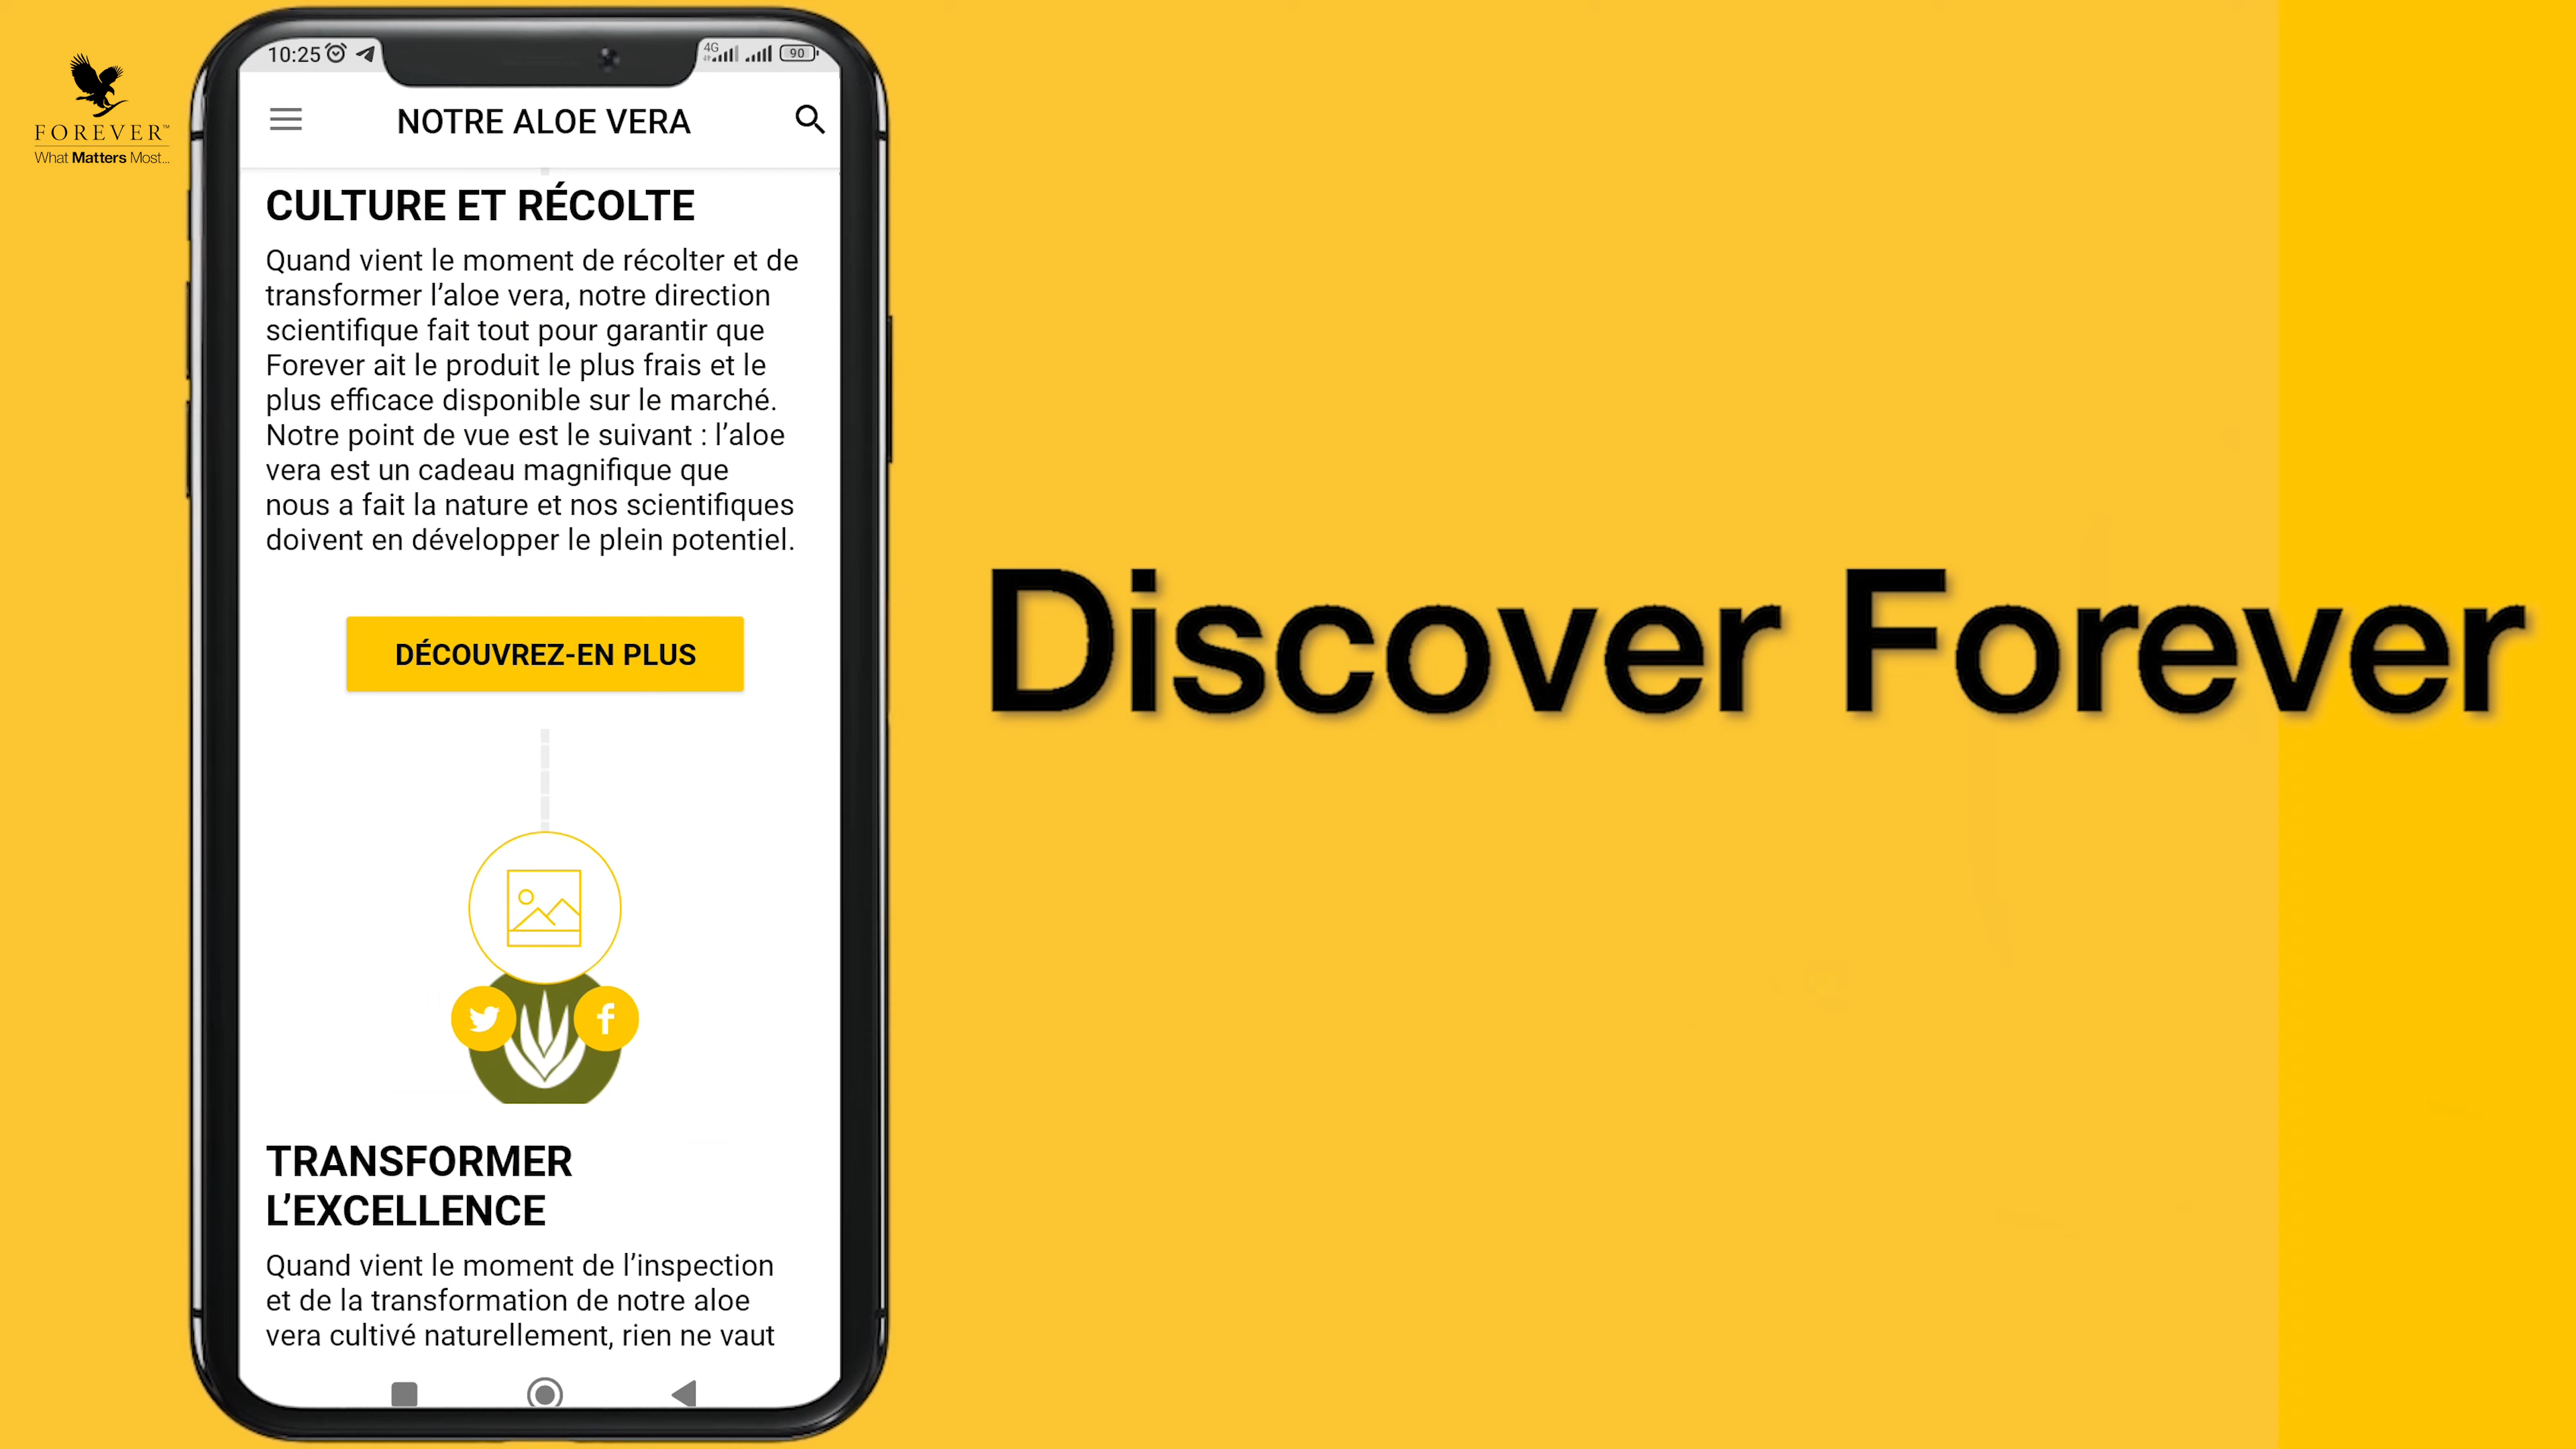 FOREVER™
What Matters Most...
10:25
4G
90
NOTRE ALOE VERA
CULTURE ET RÉCOLTE
Quand vient le moment de récolter et de
transformer l’aloe vera, notre direction
scientifique fait tout pour garantir que
Forever ait le produit le plus frais et le
plus efficace disponible sur le marché.
Notre point de vue est le suivant : l’aloe
vera est un cadeau magnifique que
nous a fait la nature et nos scientifiques
doivent en développer le plein potentiel.
DÉCOUVREZ-EN PLUS
TRANSFORMER
L’EXCELLENCE
Quand vient le moment de l’inspection
et de la transformation de notre aloe
vera cultivé naturellement, rien ne vaut
Discover Forever